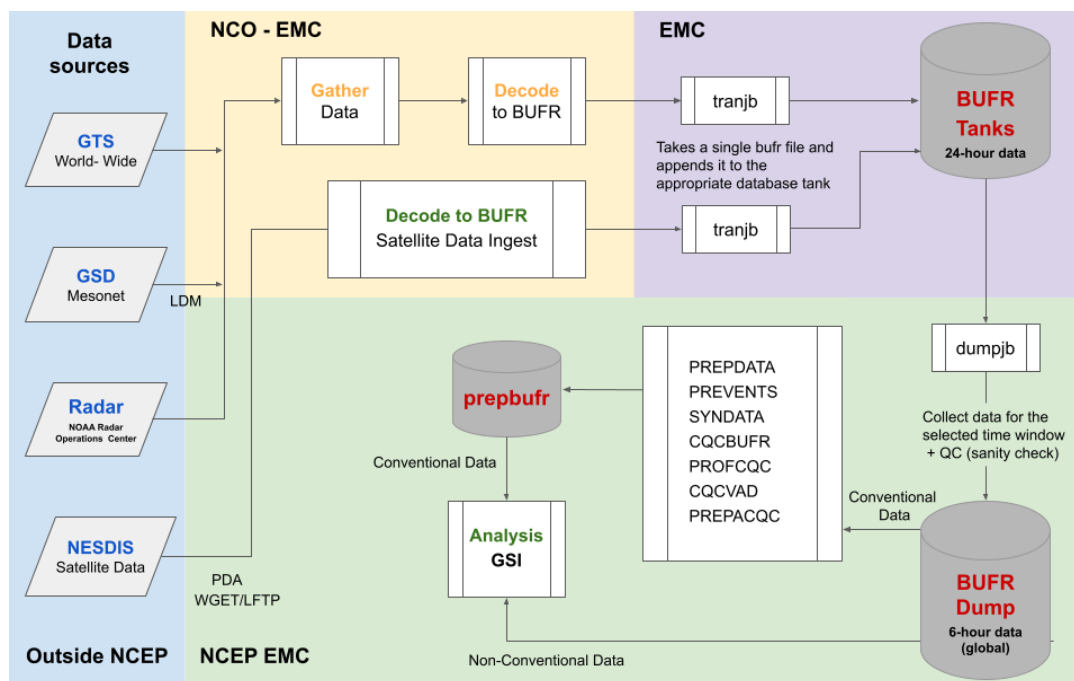 Data
sources
GTS
World- Wide
GSD
Mesonet
Radar
NOAA Radar
Operations Center
NESDIS
Satellite Data
Outside NCEP
NCO - EMC
Gather
Data
Decode
to BUFR
Decode to BUFR
Satellite Data Ingest
LDM
PDA
WGET/LFTP
EMC
tranjb
Takes a single bufr file and
appends it to the
appropriate database tank
tranjb
BUFR
Tanks
24-hour data
dumpjb
Collect data for the
selected time window
+ QC (sanity check)
BUFR
Dump
6-hour data
(global)
Conventional
Data
PREPDATA
PREVENTS
SYNDATA
CQCBUFR
PROFCQC
CQCVAD
PREPACQC
prepbufr
Conventional Data
Analysis
GSI
Non-Conventional Data
NCEP EMC